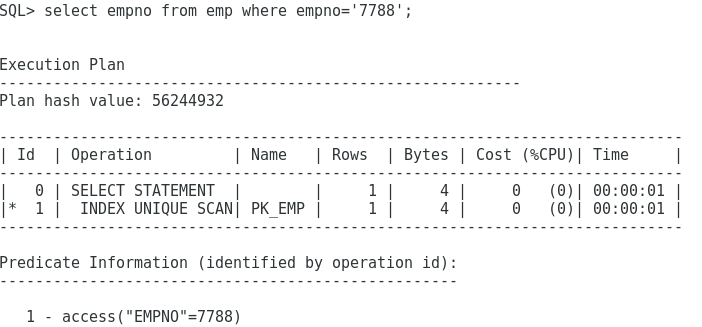 SQL> select empno from emp where empno='7788';
Execution Plan
----------------------------------------------------------
Plan hash value: 56244932
----------------------------------------------------------------------------
| Id  | Operation         | Name   | Rows  | Bytes | Cost (%CPU)| Time     |
----------------------------------------------------------------------------
|   0 | SELECT STATEMENT  |        |     1 |     4 |     0   (0)| 00:00:01 |
|*  1 |  INDEX UNIQUE SCAN| PK_EMP |     1 |     4 |     0   (0)| 00:00:01 |
----------------------------------------------------------------------------
Predicate Information (identified by operation id):
---------------------------------------------------
   1 - access("EMPNO"=7788)